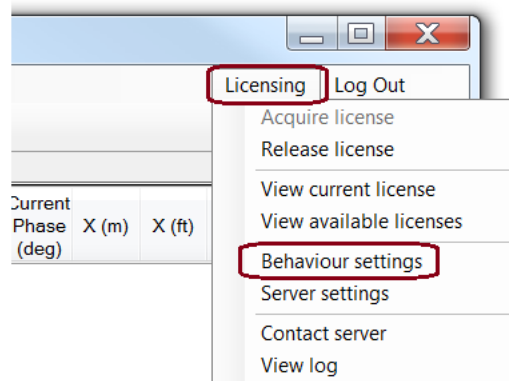 Licensing Log Out
Acquire license
Release license
View current license
View available licenses
Behaviour settings
Server settings
Contact server
View log
Current
Phase
(deg)
X (m)
X (ft)